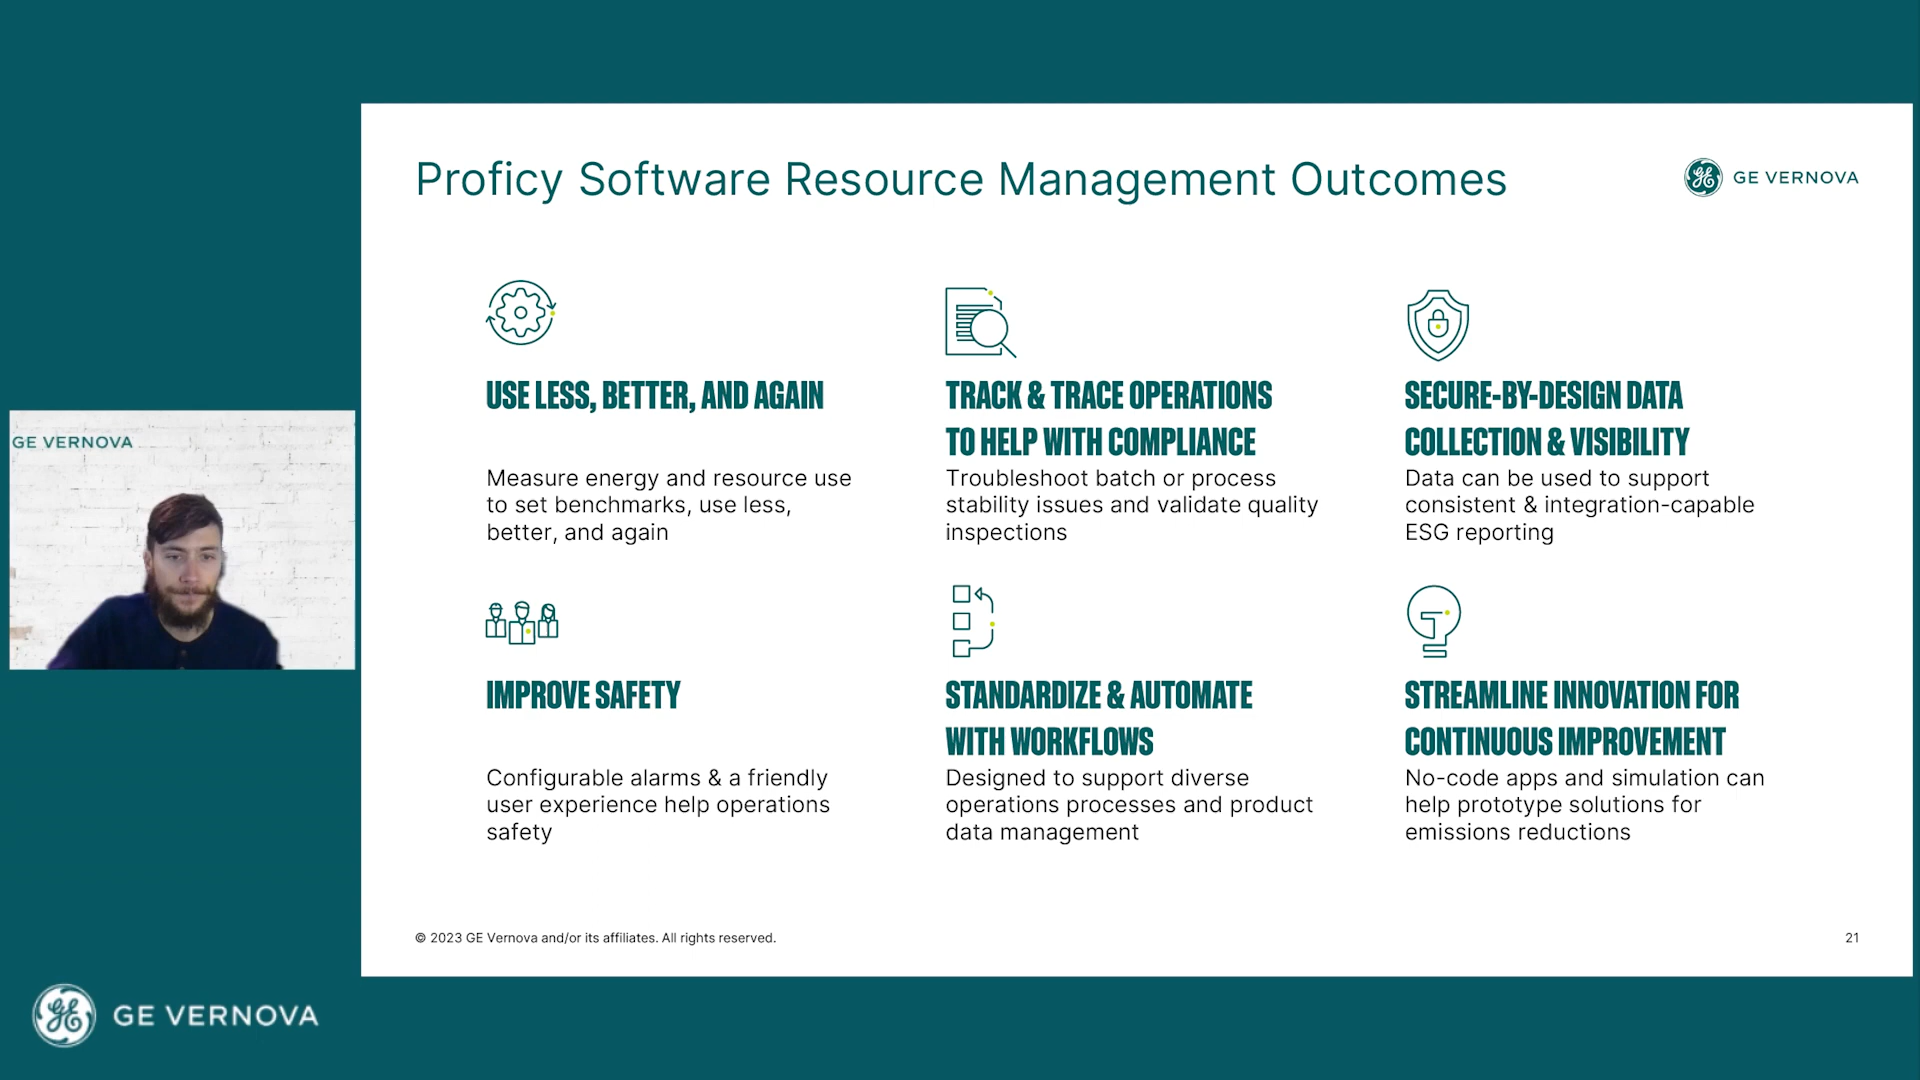 Proficy Software Resource Management Outcomes
GE VERNOVA
USE LESS, BETTER, AND AGAIN
Measure energy and resource use
to set benchmarks, use less,
better, and again
TRACK & TRACE OPERATIONS
TO HELP WITH COMPLIANCE
Troubleshoot batch or process
stability issues and validate quality
inspections
SECURE-BY-DESIGN DATA
COLLECTION & VISIBILITY
Data can be used to support
consistent & integration-capable
ESG reporting
GE VERNOVA
IMPROVE SAFETY
Configurable alarms & a friendly
user experience help operations
safety
STANDARDIZE & AUTOMATE
WITH WORKFLOWS
Designed to support diverse
operations processes and product
data management
STREAMLINE INNOVATION FOR
CONTINUOUS IMPROVEMENT
No-code apps and simulation can
help prototype solutions for
emissions reductions
© 2023 GE Vernova and/or its affiliates. All rights reserved.
21
GE VERNOVA